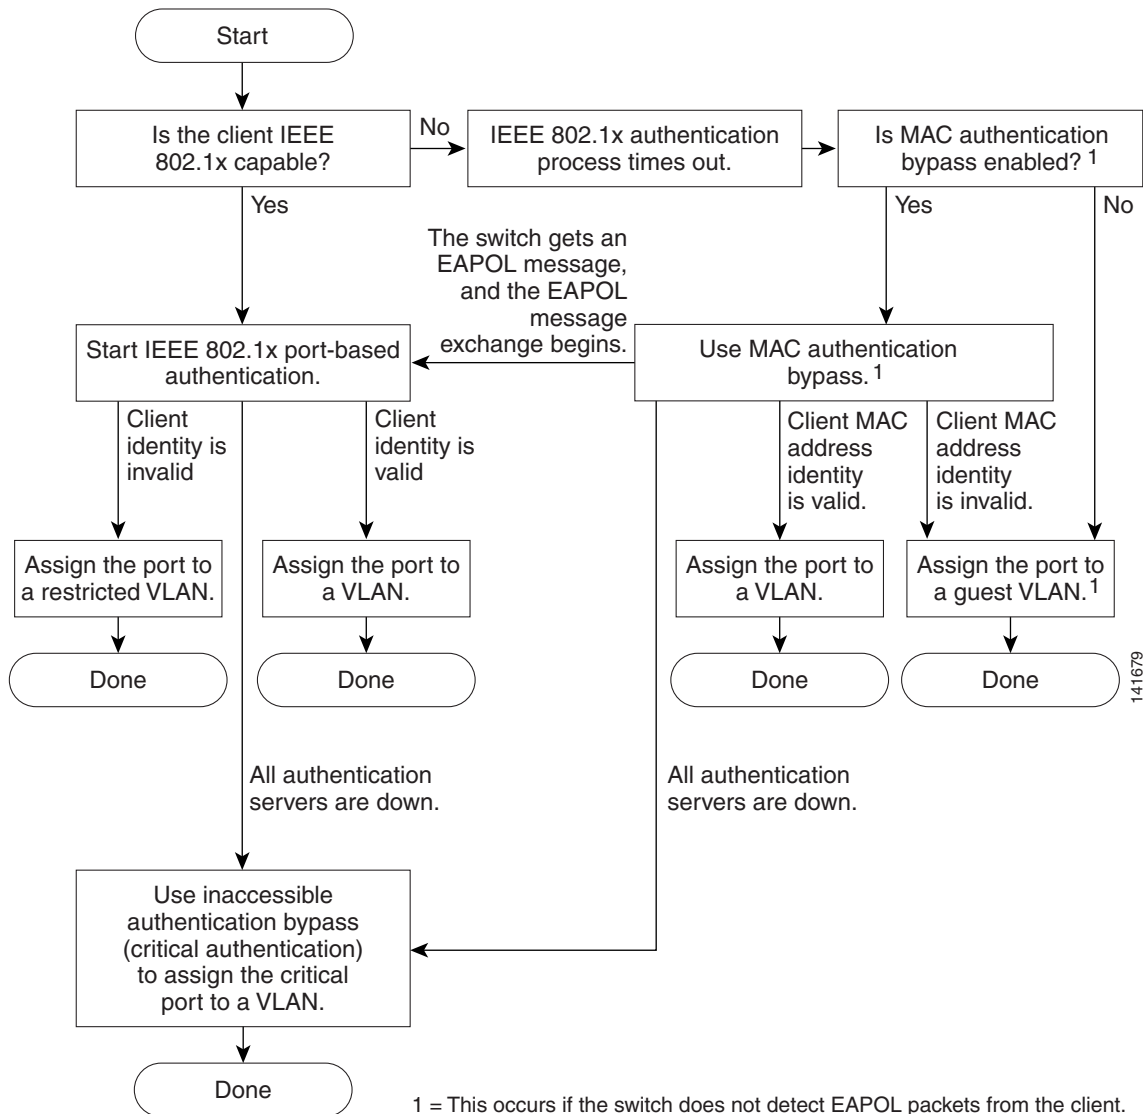 Start
Is the client IEEE
802.1x capable?
No
IEEE 802.1x authentication
process times out.
Is MAC authentication
bypass enabled? 1
Yes
Yes
No
The switch gets an
EAPOL message,
and the EAPOL
message
exchange begins.
Start IEEE 802.1x port-based
authentication.
Use MAC authentication
bypass. 1
Client
identity is
invalid
Client
identity is
valid
Client MAC
address
identity
is valid.
Client MAC
address
identity
is invalid.
Assign the port to
a restricted VLAN.
Assign the port to
a VLAN.
Assign the port to
a VLAN.
Assign the port to
a guest VLAN. 1
Done
Done
Done
Done
141679
All authentication
servers are down.
All authentication
servers are down.
Use inaccessible
authentication bypass
(critical authentication)
to assign the critical
port to a VLAN.
Done
1 = This occurs if the switch does not detect EAPOL packets from the client.